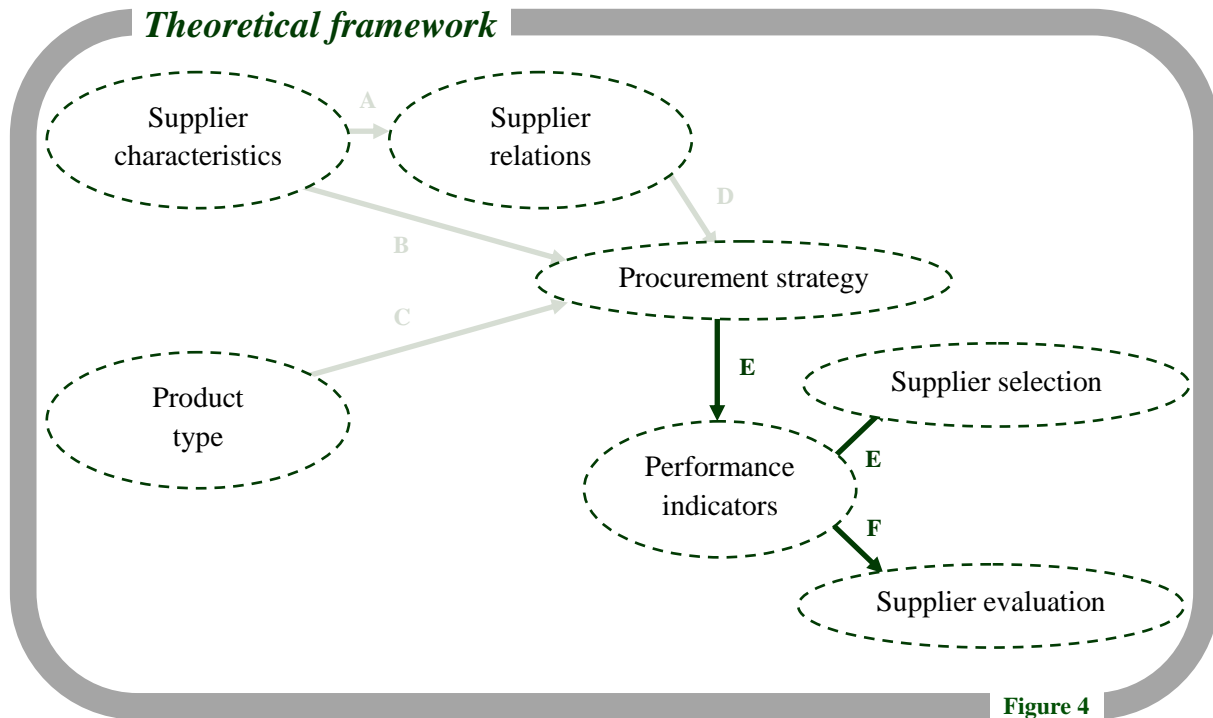 Theoretical framework
A
Supplier
characteristics
Supplier
relations
D
B
Procurement strategy
C
E
Supplier selection
Product
type
Performance
indicators
E
F
Supplier evaluation
Figure 4